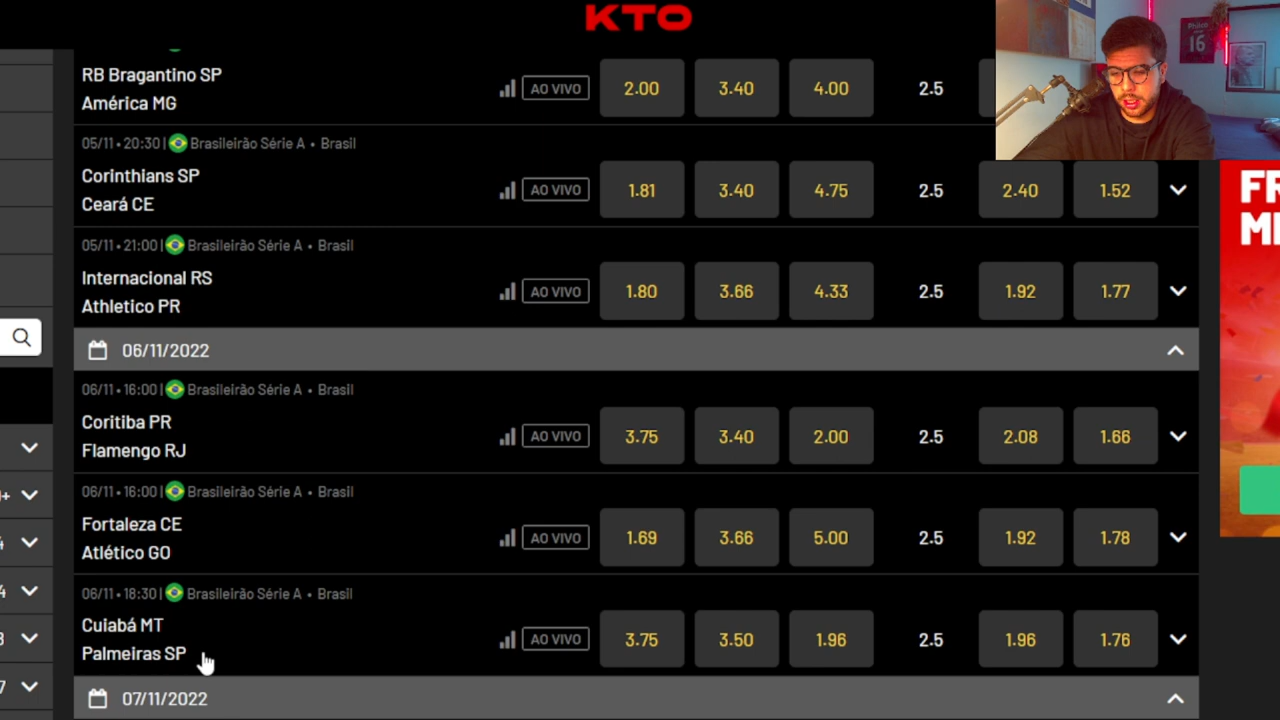 KTO
Philco
16
RB Bragantino SP
América MG
AO VIVO 2.00 3.40 4.00 2.5
05/11 • 20:30 | Brasileirão Série A • Brasil
Corinthians SP
Ceará CE
AO VIVO 1.81 3.40 4.75 2.5 2.40 1.52
05/11 • 21:00 | Brasileirão Série A • Brasil
Internacional RS
Athletico PR
AO VIVO 1.80 3.66 4.33 2.5 1.92 1.77
06/11/2022
06/11 • 16:00 | Brasileirão Série A • Brasil
Coritiba PR
Flamengo RJ
AO VIVO 3.75 3.40 2.00 2.5 2.08 1.66
06/11 • 16:00 | Brasileirão Série A • Brasil
Fortaleza CE
Atlético GO
AO VIVO 1.69 3.66 5.00 2.5 1.92 1.78
06/11 • 18:30 | Brasileirão Série A • Brasil
Cuiabá MT
Palmeiras SP
AO VIVO 3.75 3.50 1.96 2.5 1.96 1.76
07/11/2022